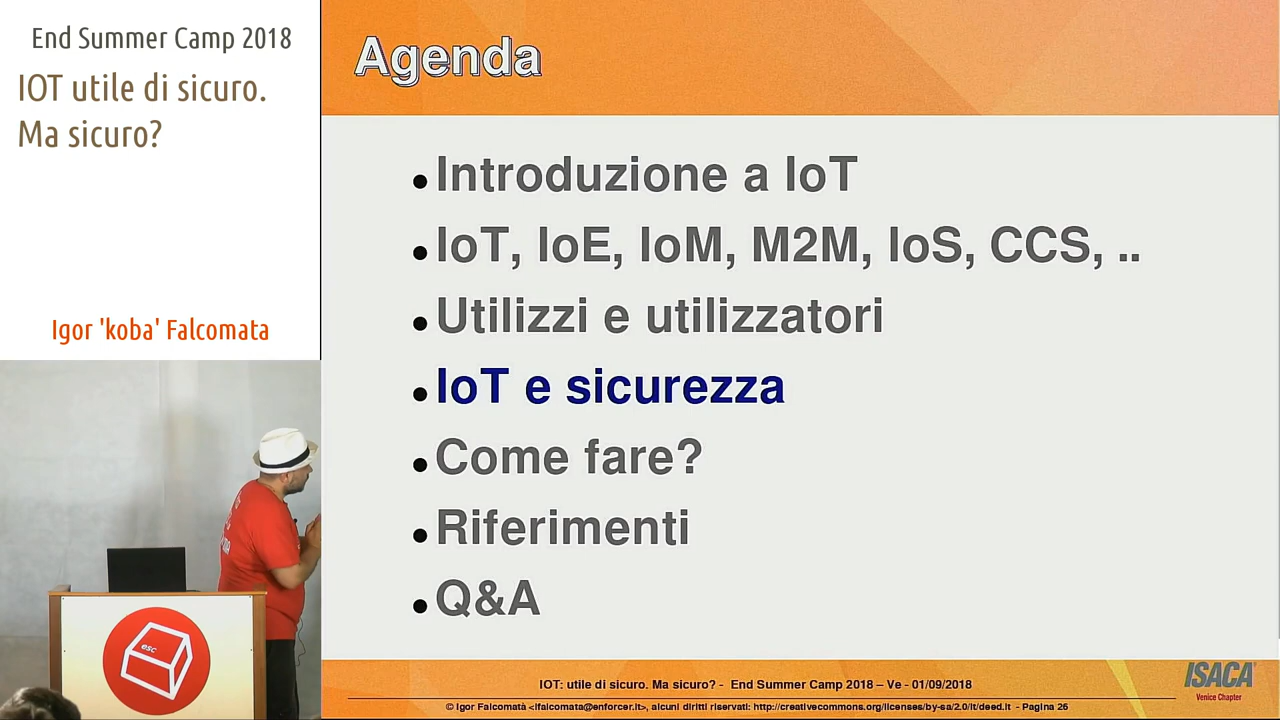 End Summer Camp 2018
IOT utile di sicuro.
Ma sicuro?
Igor 'koba' Falcomata
esc
Agenda
Introduzione a IoT
IoT, IoE, IoM, M2M, IoS, CCS, ..
Utilizzi e utilizzatori
IoT e sicurezza
Come fare?
Riferimenti
Q&A
IOT: utile di sicuro. Ma sicuro? - End Summer Camp 2018 – Ve - 01/09/2018
© Igor Falcomatà <ifalcomata@enforcer.it>, alcuni diritti riservati: http://creativecommons.org/licenses/by-sa/2.0/it/deed.it - Pagina 26
ISACA
Venice Chapter